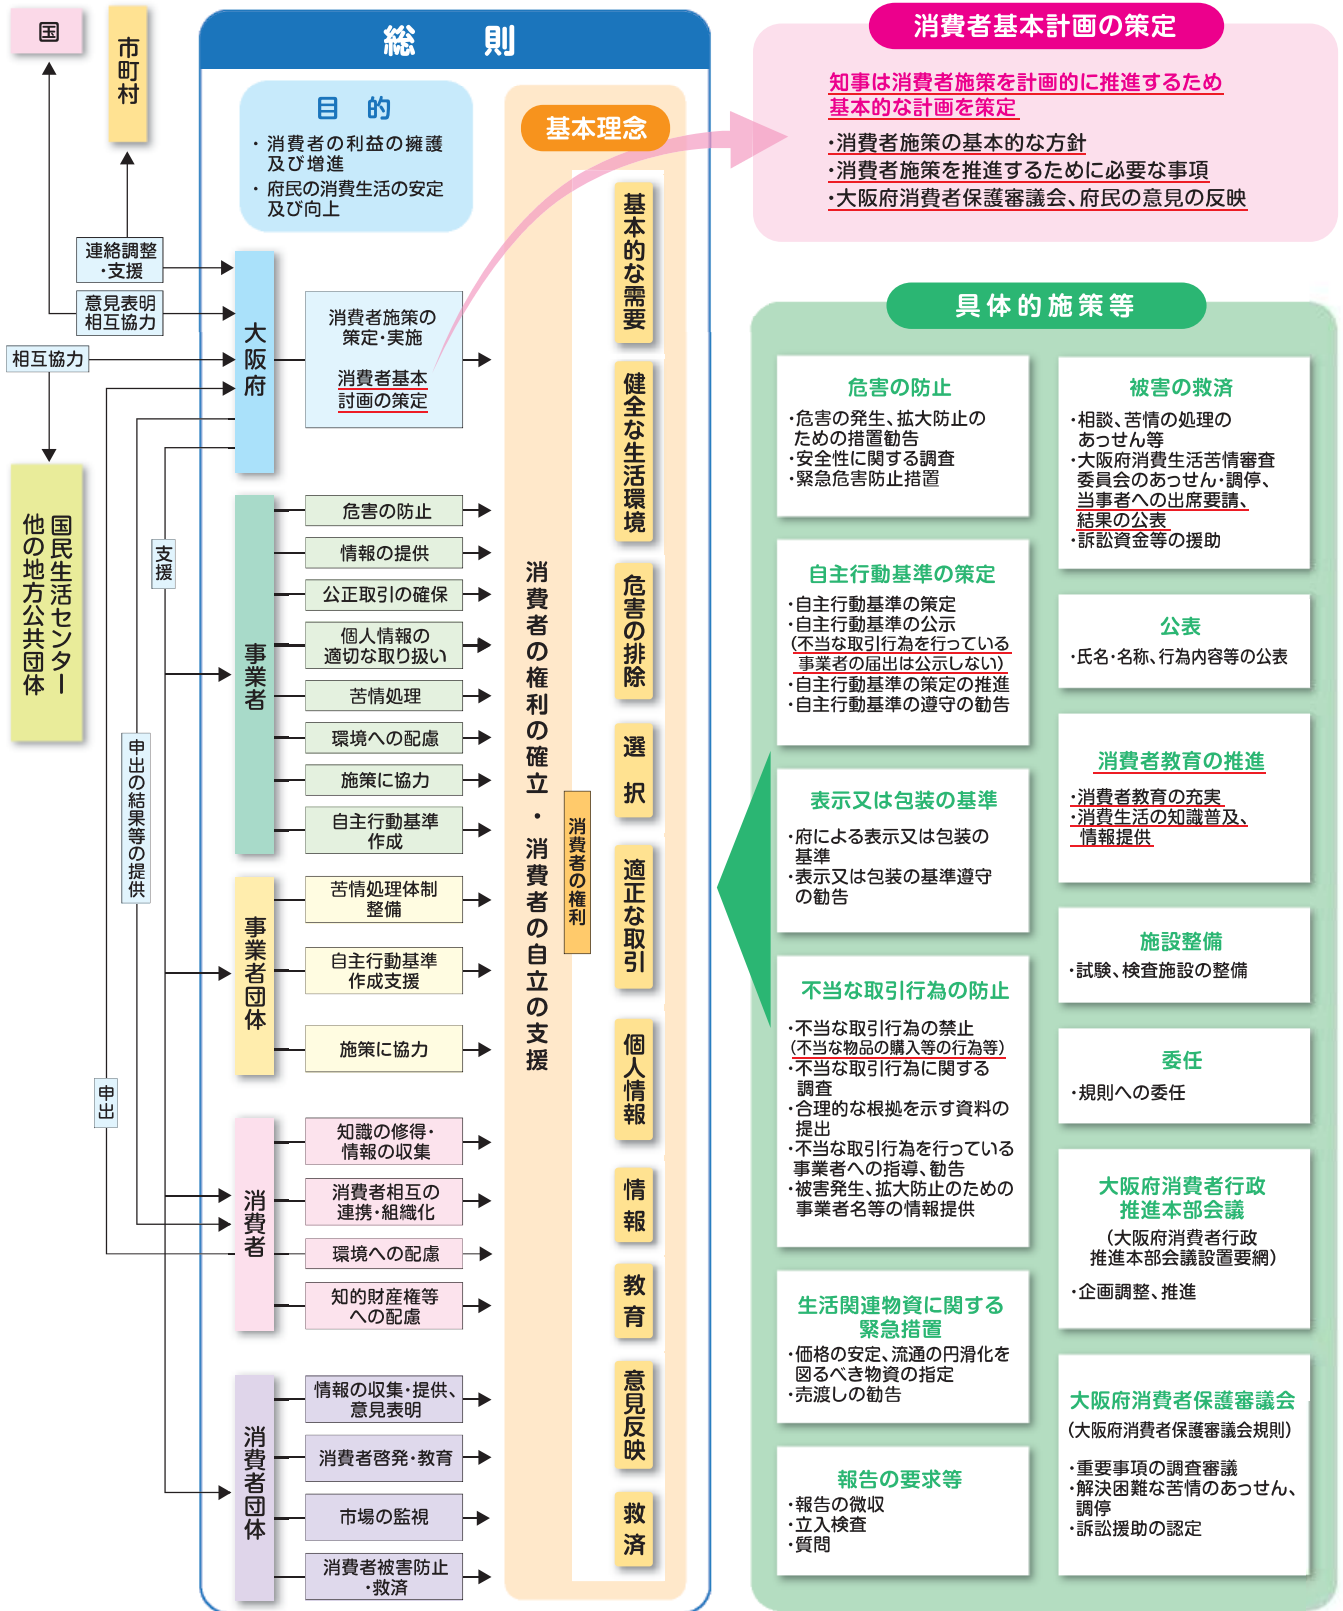 国
市町村
連絡調整
・支援
意見表明
相互協力
相互協力
国民生活センター
他の地方公共団体
支援
申出の結果等の提供
申出
総則
目的
・消費者の利益の擁護
及び増進
・府民の消費生活の安定
及び向上
大阪府
消費者施策の
策定・実施
消費者基本
計画の策定
事業者
危害の防止
情報の提供
公正取引の確保
個人情報の
適切な取り扱い
苦情処理
環境への配慮
施策に協力
自主行動基準
作成
事業者団体
苦情処理体制
整備
自主行動基準
作成支援
施策に協力
消費者
知識の修得・
情報の収集
消費者相互の
連携・組織化
環境への配慮
知的財産権等
への配慮
消費者団体
情報の収集・提供、
意見表明
消費者啓発・教育
市場の監視
消費者被害防止
・救済
基本理念
消費者の権利の確立・消費者の自立の支援
消費者の権利
基本的な需要
健全な生活環境
危害の排除
選択
適正な取引
個人情報
情報
教育
意見反映
救済
消費者基本計画の策定
知事は消費者施策を計画的に推進するため
基本的な計画を策定
・消費者施策の基本的な方針
・消費者施策を推進するために必要な事項
・大阪府消費者保護審議会、府民の意見の反映
具体的施策等
危害の防止
・危害の発生、拡大防止の
ための措置勧告
・安全性に関する調査
・緊急危害防止措置
自主行動基準の策定
・自主行動基準の策定
・自主行動基準の公示
(不当な取引行為を行っている
事業者の届出は公示しない)
・自主行動基準の策定の推進
・自主行動基準の遵守の勧告
表示又は包装の基準
・府による表示又は包装の
基準
・表示又は包装の基準遵守
の勧告
不当な取引行為の防止
・不当な取引行為の禁止
(不当な物品の購入等の行為等)
・不当な取引行為に関する
調査
・合理的な根拠を示す資料の
提出
・不当な取引行為を行っている
事業者への指導、勧告
・被害発生、拡大防止のための
事業者名等の情報提供
生活関連物資に関する
緊急措置
・価格の安定、流通の円滑化を
図るべき物資の指定
・売渡しの勧告
報告の要求等
・報告の徴収
・立入検査
・質問
被害の救済
・相談、苦情の処理の
あっせん等
・大阪府消費生活苦情審査
委員会のあっせん・調停、
当事者への出席要請、
結果の公表
・訴訟資金等の援助
公表
・氏名・名称、行為内容等の公表
消費者教育の推進
・消費者教育の充実
・消費生活の知識普及、
情報提供
施設整備
・試験、検査施設の整備
委任
・規則への委任
大阪府消費者行政
推進本部会議
(大阪府消費者行政
推進本部会議設置要綱)
・企画調整、推進
大阪府消費者保護審議会
(大阪府消費者保護審議会規則)
・重要事項の調査審議
・解決困難な苦情のあっせん、
調停
・訴訟援助の認定